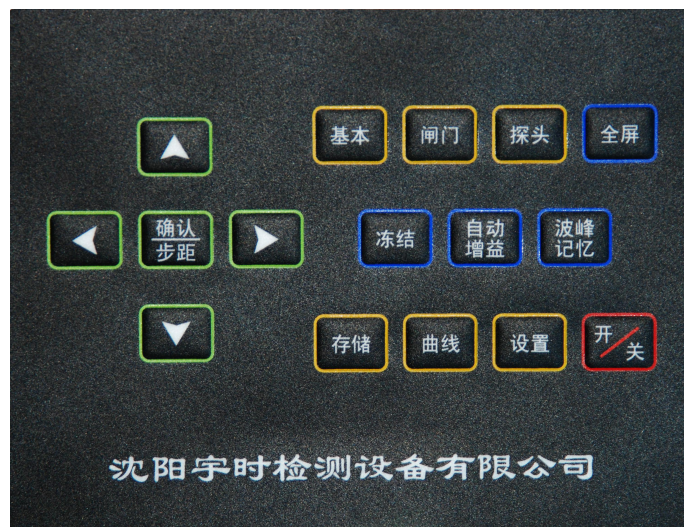 基本
闸门
探头
全屏
确认
步距
冻结
自动
增益
波峰
记忆
存储
曲线
设置
开/关
沈阳宇时检测设备有限公司